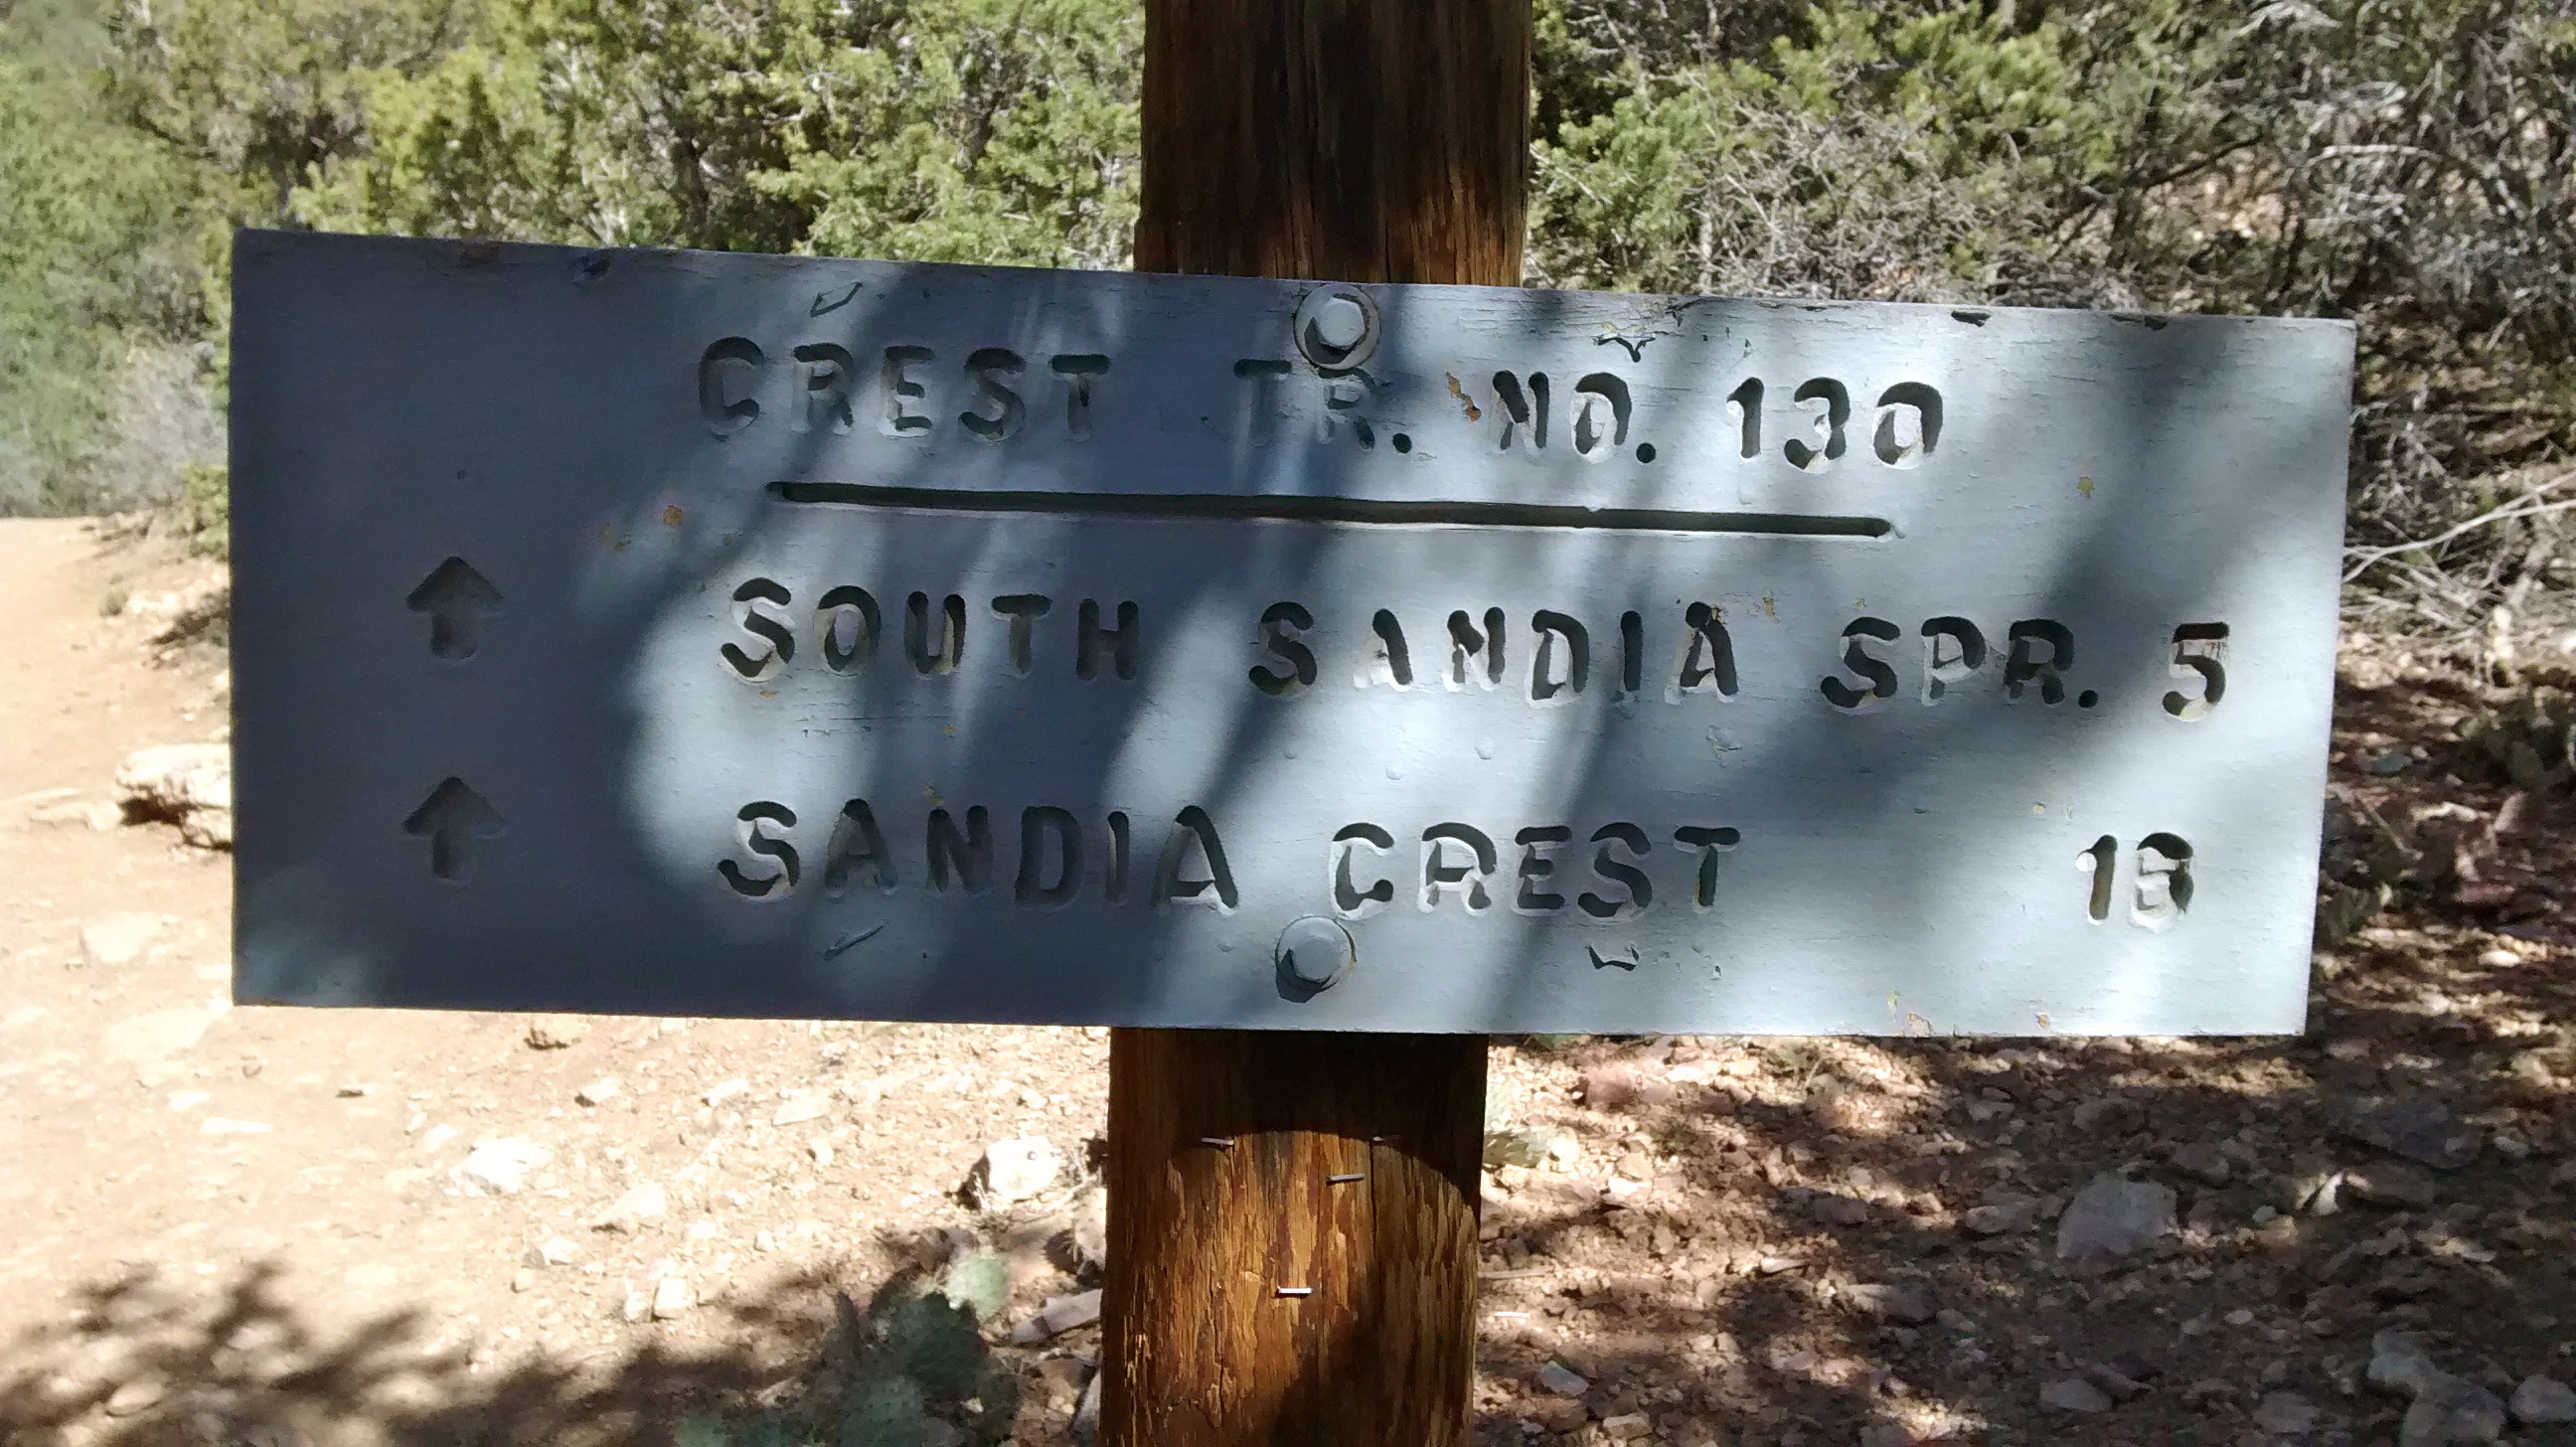 CREST TR. NO. 130
↑ SOUTH SANDIA SPR. 5
↑ SANDIA CREST 16